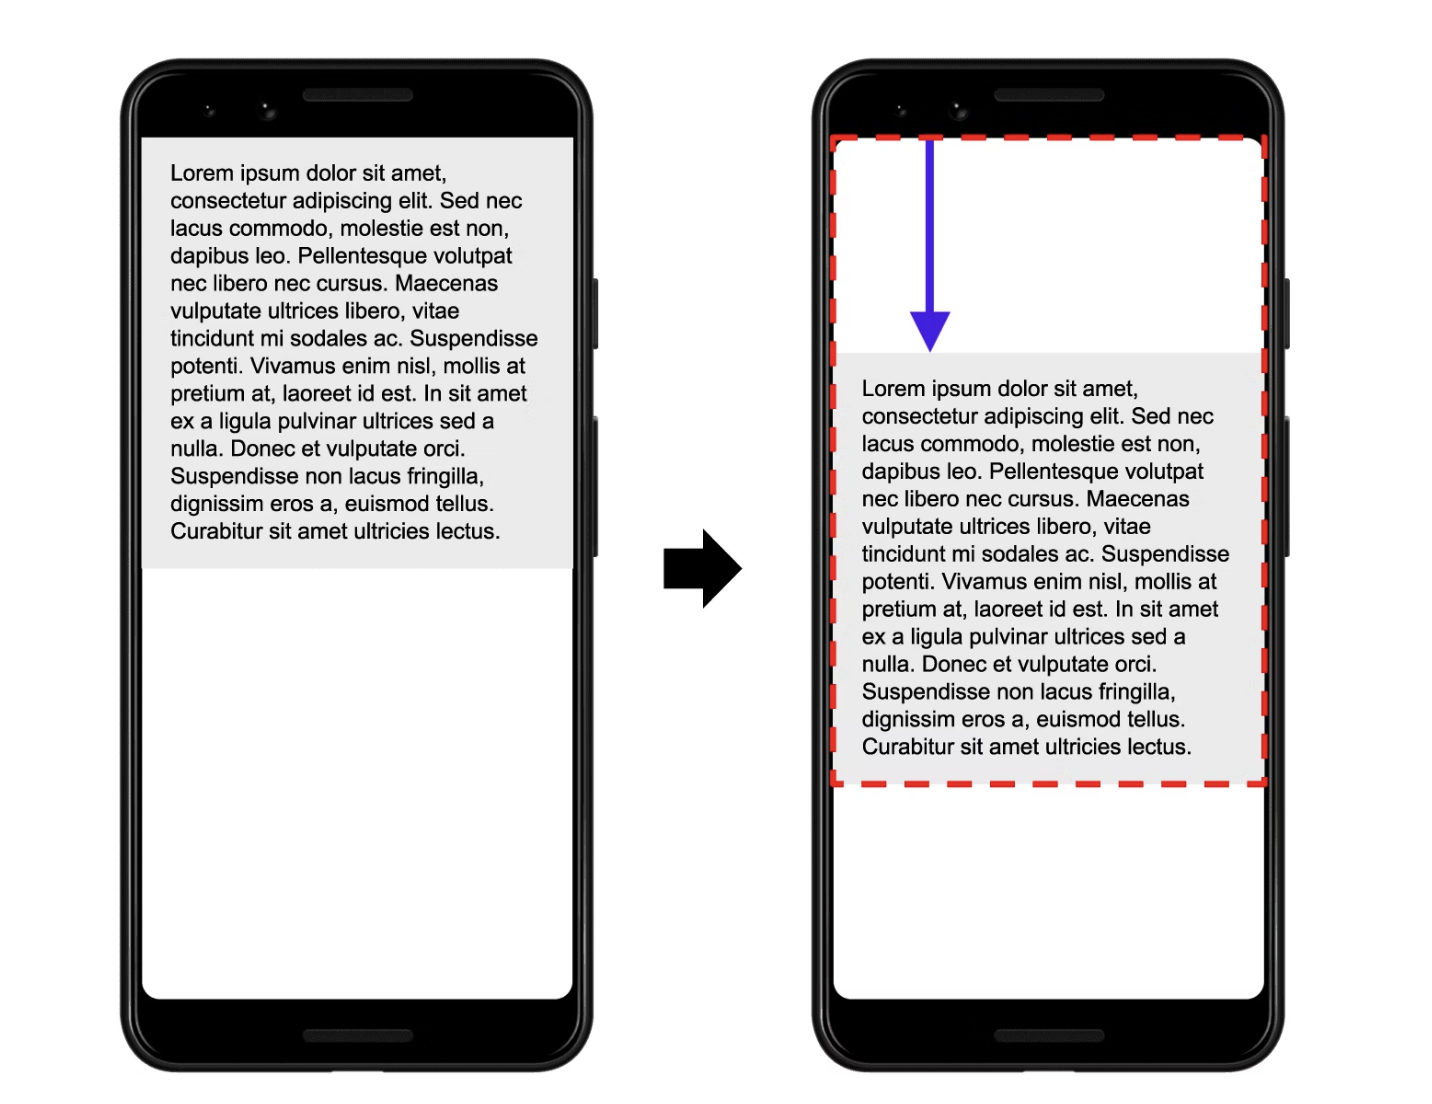 Lorem ipsum dolor sit amet,
consectetur adipiscing elit. Sed nec
lacus commodo, molestie est non,
dapibus leo. Pellentesque volutpat
nec libero nec cursus. Maecenas
vulputate ultrices libero, vitae
tincidunt mi sodales ac. Suspendisse
potenti. Vivamus enim nisl, mollis at
pretium at, laoreet id est. In sit amet
ex a ligula pulvinar ultrices sed a
nulla. Donec et vulputate orci.
Suspendisse non lacus fringilla,
dignissim eros a, euismod tellus.
Curabitur sit amet ultricies lectus.
Lorem ipsum dolor sit amet,
consectetur adipiscing elit. Sed nec
lacus commodo, molestie est non,
dapibus leo. Pellentesque volutpat
nec libero nec cursus. Maecenas
vulputate ultrices libero, vitae
tincidunt mi sodales ac. Suspendisse
potenti. Vivamus enim nisl, mollis at
pretium at, laoreet id est. In sit amet
ex a ligula pulvinar ultrices sed a
nulla. Donec et vulputate orci.
Suspendisse non lacus fringilla,
dignissim eros a, euismod tellus.
Curabitur sit amet ultricies lectus.